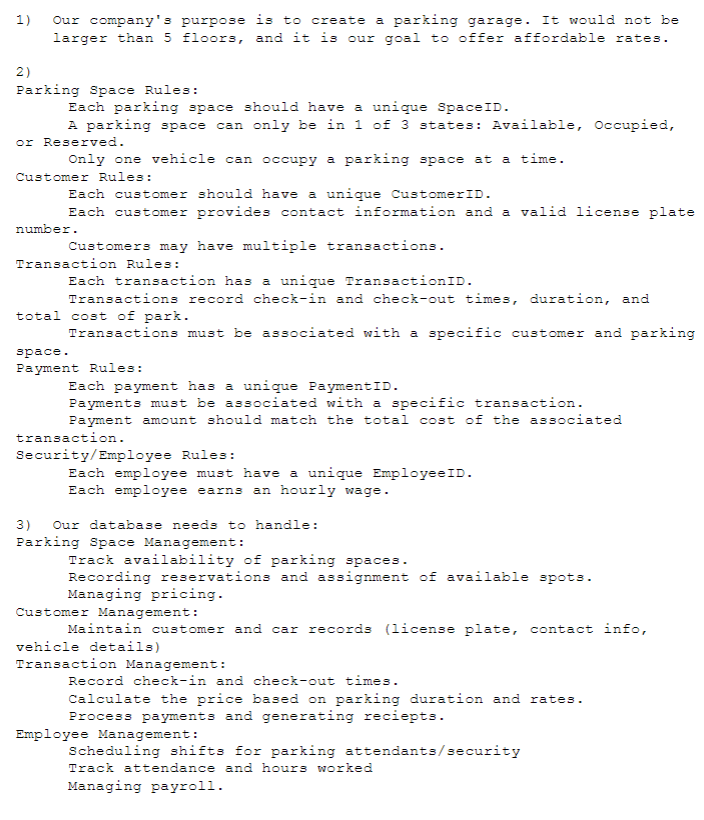 1) Our company's purpose is to create a parking garage. It would not be
larger than 5 floors, and it is our goal to offer affordable rates.
2)
Parking Space Rules:
Each parking space should have a unique SpaceID.
A parking space can only be in 1 of 3 states: Available, Occupied,
or Reserved.
Only one vehicle can occupy a parking space at a time.
Customer Rules:
Each customer should have a unique CustomerID.
Each customer provides contact information and a valid license plate
number.
Customers may have multiple transactions.
Transaction Rules:
Each transaction has a unique TransactionID.
Transactions record check-in and check-out times, duration, and
total cost of park.
Transactions must be associated with a specific customer and parking
space.
Payment Rules:
Each payment has a unique PaymentID.
Payments must be associated with a specific transaction.
Payment amount should match the total cost of the associated
transaction.
Security/Employee Rules:
Each employee must have a unique EmployeeID.
Each employee earns an hourly wage.
3) Our database needs to handle:
Parking Space Management:
Track availability of parking spaces.
Recording reservations and assignment of available spots.
Managing pricing.
Customer Management:
Maintain customer and car records (license plate, contact info,
vehicle details)
Transaction Management:
Record check-in and check-out times.
Calculate the price based on parking duration and rates.
Process payments and generating reciepts.
Employee Management:
Scheduling shifts for parking attendants/security
Track attendance and hours worked
Managing payroll.